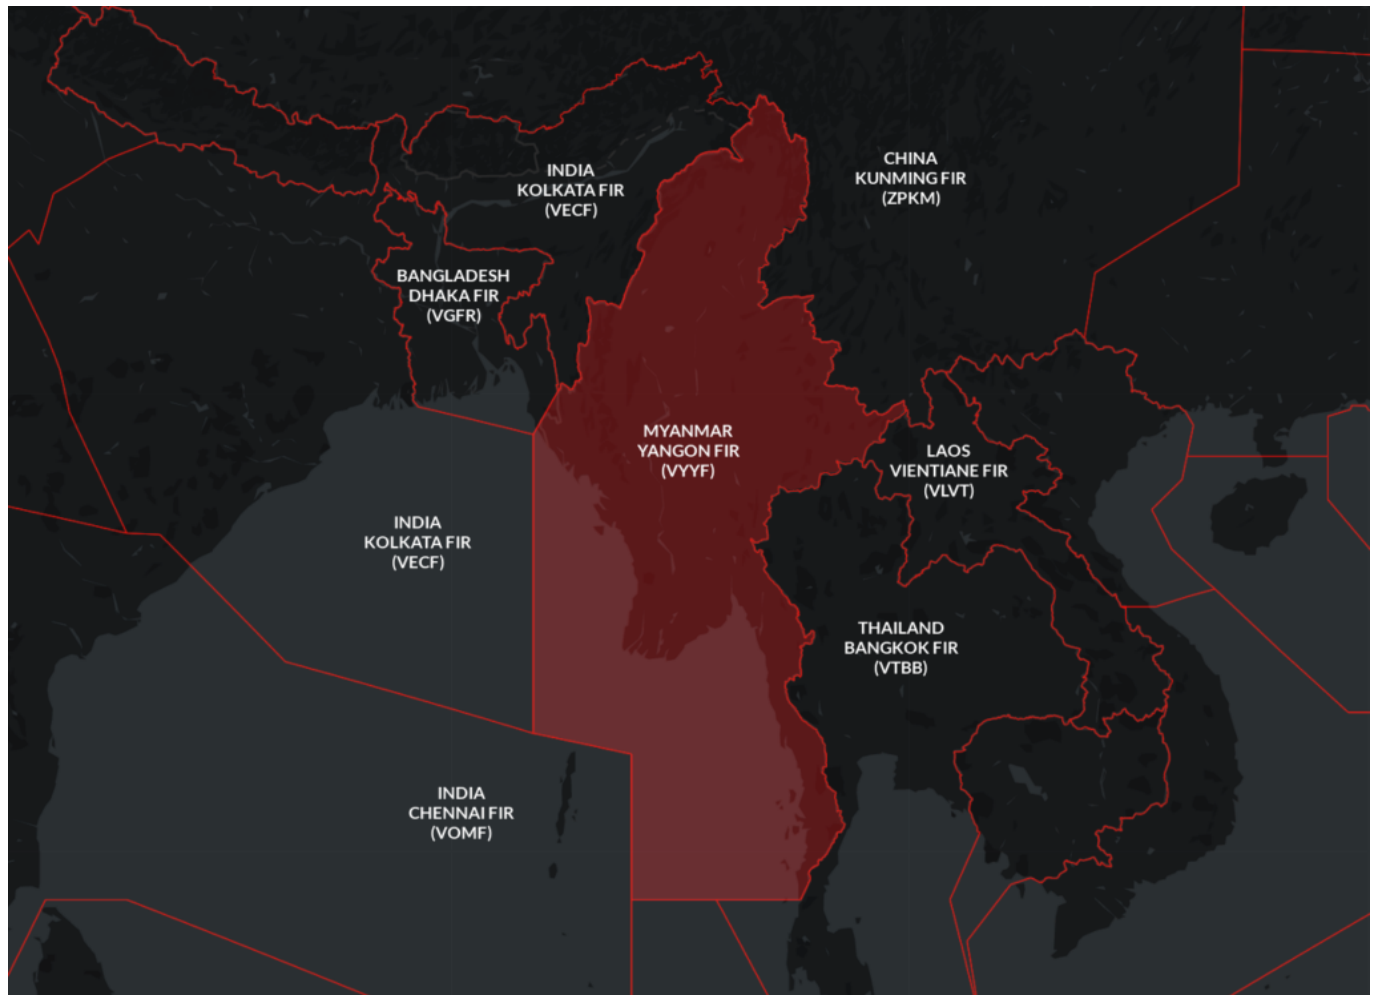 INDIA
KOLKATA FIR
(VECF)
CHINA
KUNMING FIR
(ZPKM)
BANGLADESH
DHAKA FIR
(VGFR)
MYANMAR
YANGON FIR
(VYYF)
LAOS
VIENTIANE FIR
(VLVT)
INDIA
KOLKATA FIR
(VECF)
THAILAND
BANGKOK FIR
(VTBB)
INDIA
CHENNAI FIR
(VOMF)